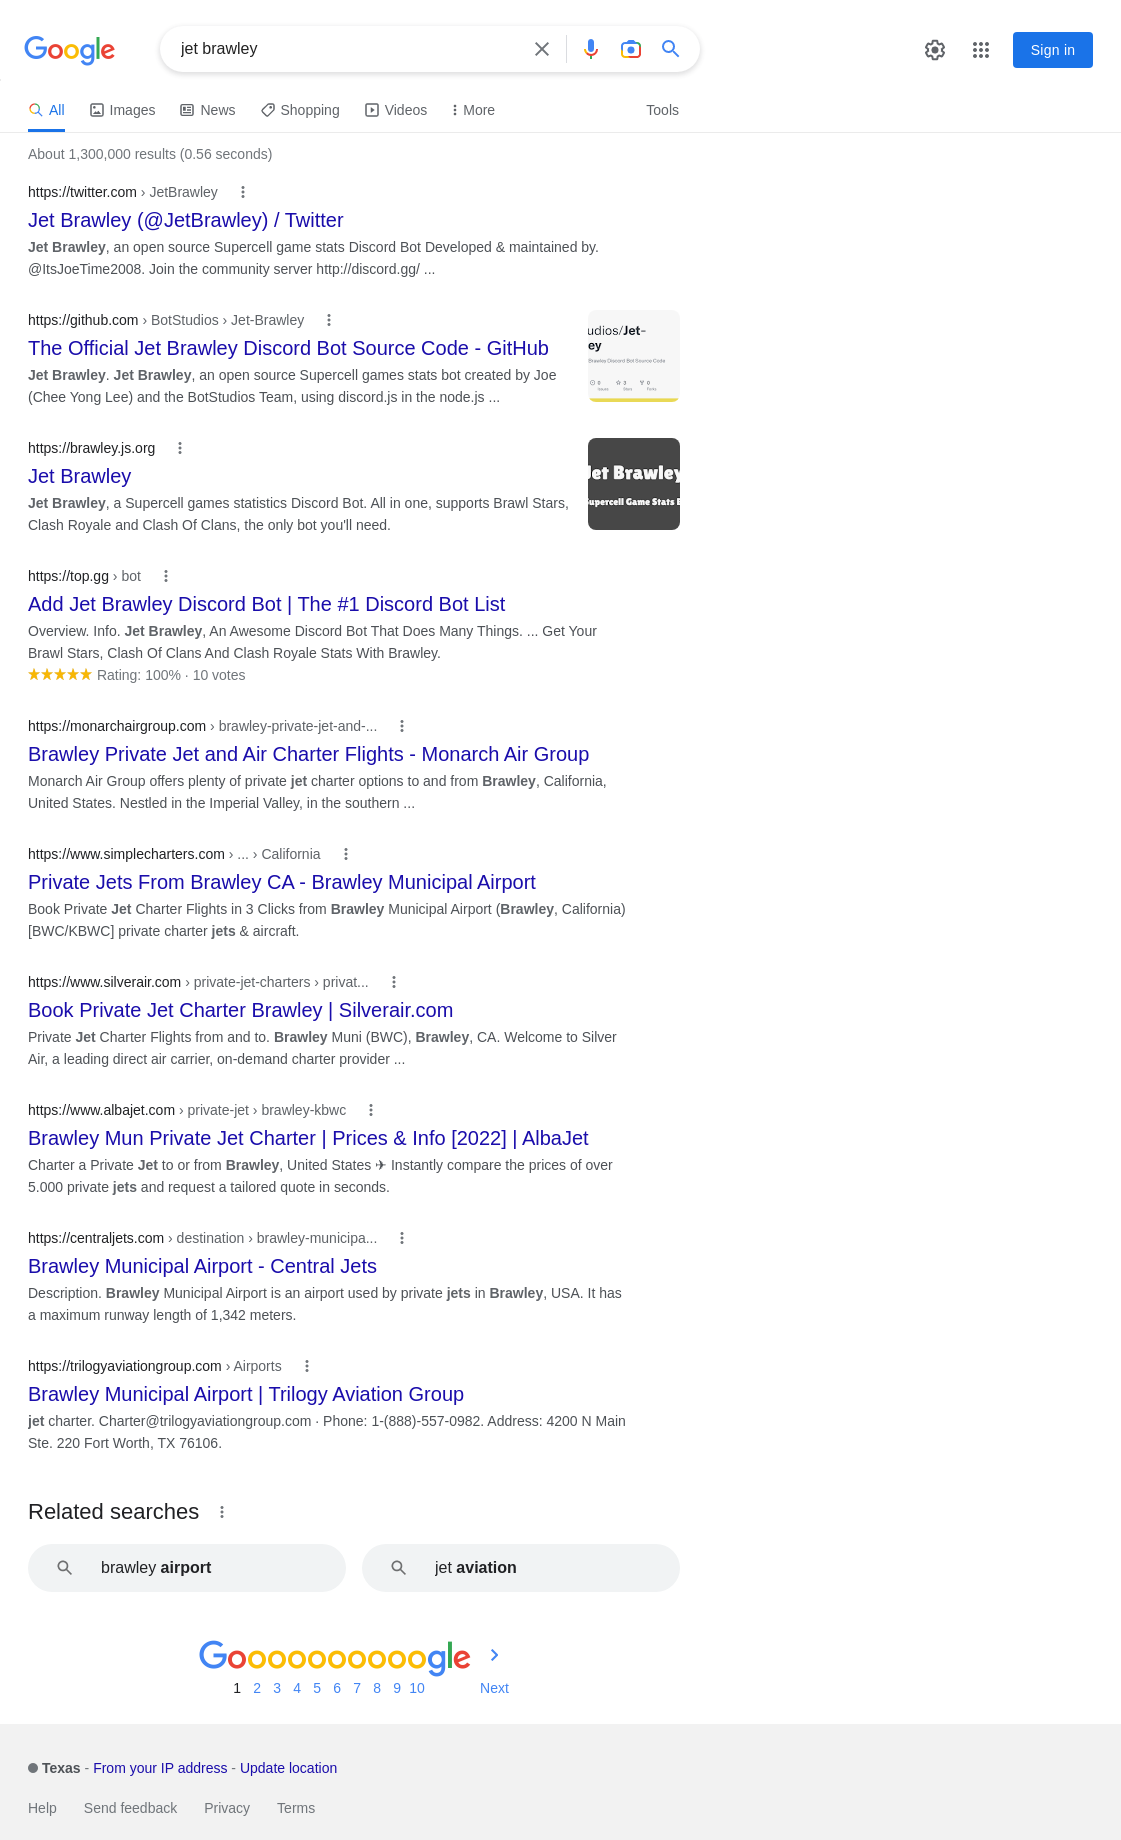 Google
jet brawley
Sign in
All Images News Videos More Tools
About 1,300,000 results (0.56 seconds)
https://twitter.com › JetBrawley
Jet Brawley (@JetBrawley) / Twitter
Jet Brawley, an open source Supercell game stats Discord Bot Developed & maintained by.
@ItsJoeTime2008. Join the community server http://discord.gg/ ...
https://github.com › BotStudios › Jet-Brawley
The Official Jet Brawley Discord Bot Source Code - GitHub
Jet Brawley. Jet Brawley, an open source Supercell games stats bot created by Joe
(Chee Yong Lee) and the BotStudios Team, using discord.js in the node.js ...
udios/Jet-
ey
Brawley Discord Bot Source Code
0 3 0
Issues Stars Forks
https://brawley.js.org
Jet Brawley
Jet Brawley, a Supercell games statistics Discord Bot. All in one, supports Brawl Stars,
Clash Royale and Clash Of Clans, the only bot you'll need.
Jet Brawley
Supercell Game Stats B
https://top.gg › bot
Add Jet Brawley Discord Bot | The #1 Discord Bot List
Overview. Info. Jet Brawley, An Awesome Discord Bot That Does Many Things. ... Get Your
Brawl Stars, Clash Of Clans And Clash Royale Stats With Brawley.
Rating: 100% · 10 votes
https://monarchairgroup.com › brawley-private-jet-and-...
Brawley Private Jet and Air Charter Flights - Monarch Air Group
Monarch Air Group offers plenty of private jet charter options to and from Brawley, California,
United States. Nestled in the Imperial Valley, in the southern ...
https://www.simplecharters.com › ... › California
Private Jets From Brawley CA - Brawley Municipal Airport
Book Private Jet Charter Flights in 3 Clicks from Brawley Municipal Airport (Brawley, California)
[BWC/KBWC] private charter jets & aircraft.
https://www.silverair.com › private-jet-charters › privat...
Book Private Jet Charter Brawley | Silverair.com
Private Jet Charter Flights from and to. Brawley Muni (BWC), Brawley, CA. Welcome to Silver
Air, a leading direct air carrier, on-demand charter provider ...
https://www.albajet.com › private-jet › brawley-kbwc
Brawley Mun Private Jet Charter | Prices & Info [2022] | AlbaJet
Charter a Private Jet to or from Brawley, United States ✈ Instantly compare the prices of over
5.000 private jets and request a tailored quote in seconds.
https://centraljets.com › destination › brawley-municipa...
Brawley Municipal Airport - Central Jets
Description. Brawley Municipal Airport is an airport used by private jets in Brawley, USA. It has
a maximum runway length of 1,342 meters.
https://trilogyaviationgroup.com › Airports
Brawley Municipal Airport | Trilogy Aviation Group
jet charter. Charter@trilogyaviationgroup.com · Phone: 1-(888)-557-0982. Address: 4200 N Main
Ste. 220 Fort Worth, TX 76106.
Related searches
brawley airport
jet aviation
Goooooooooogle
1 2 3 4 5 6 7 8 9 10 Next
Texas - From your IP address - Update location
Help Send feedback Privacy Terms